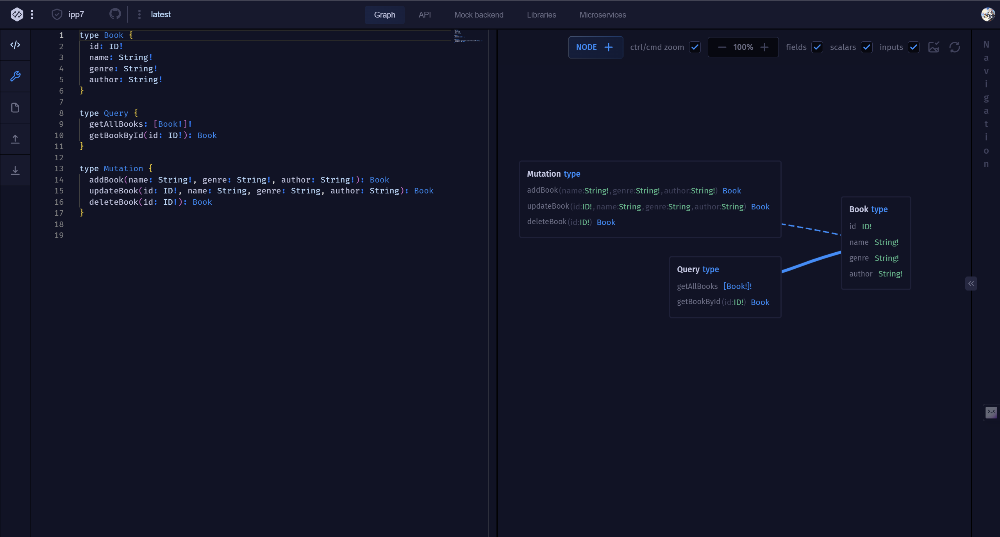 ipp7
latest
Graph
API
Mock backend
Libraries
Microservices
1 type Book {
2 id: ID!
3 name: String!
4 genre: String!
5 author: String!
6 }
7
8 type Query {
9 getAllBooks: [Book!]!
10 getBookById(id: ID!): Book
11 }
12
13 type Mutation {
14 addBook(name: String!, genre: String!, author: String!): Book
15 updateBook(id: ID!, name: String, genre: String, author: String): Book
16 deleteBook(id: ID!): Book
17 }
18
19
NODE +
ctrl/cmd zoom
100%
fields
scalars
inputs
Mutation type
addBook(name:String!,genre:String!,author:String!) Book
updateBook(id:ID!,name:String,genre:String,author:String) Book
deleteBook(id:ID!) Book
Query type
getAllBooks [Book!]!
getBookById(id:ID!) Book
Book type
id ID!
name String!
genre String!
author String!
Navigation